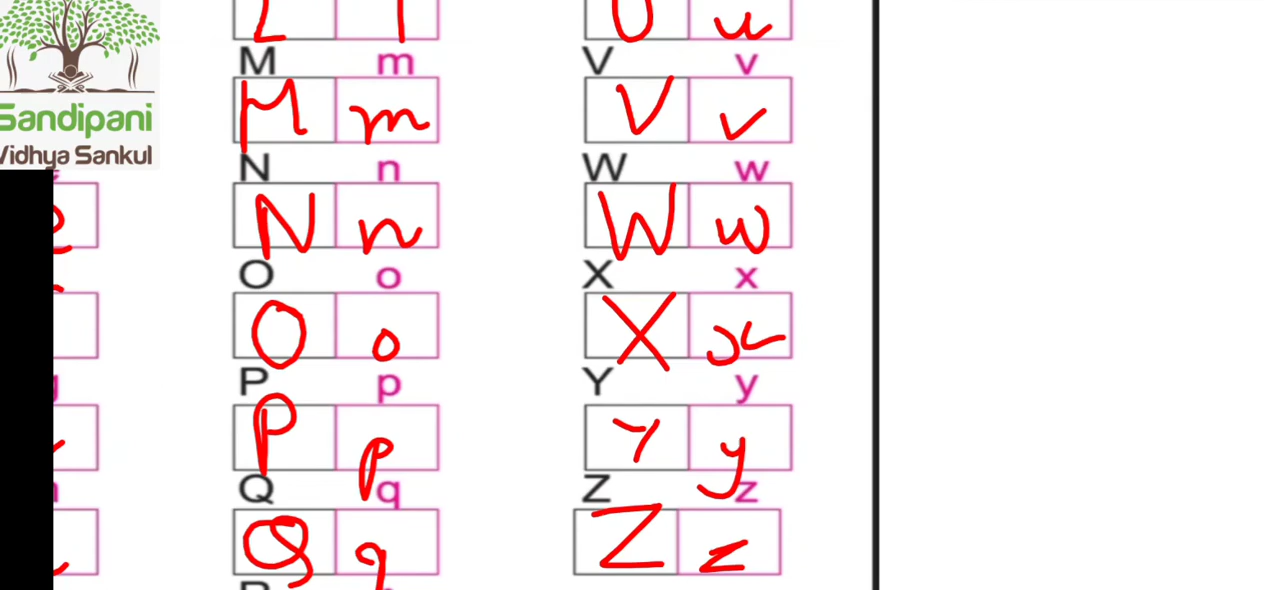 Sandipani
Vidhya Sankul
L l U u
M m V v
M m V v
N n W w
N n W w
O o X x
O o X x
P p Y y
P p Y y
Q q Z z
Q q Z z